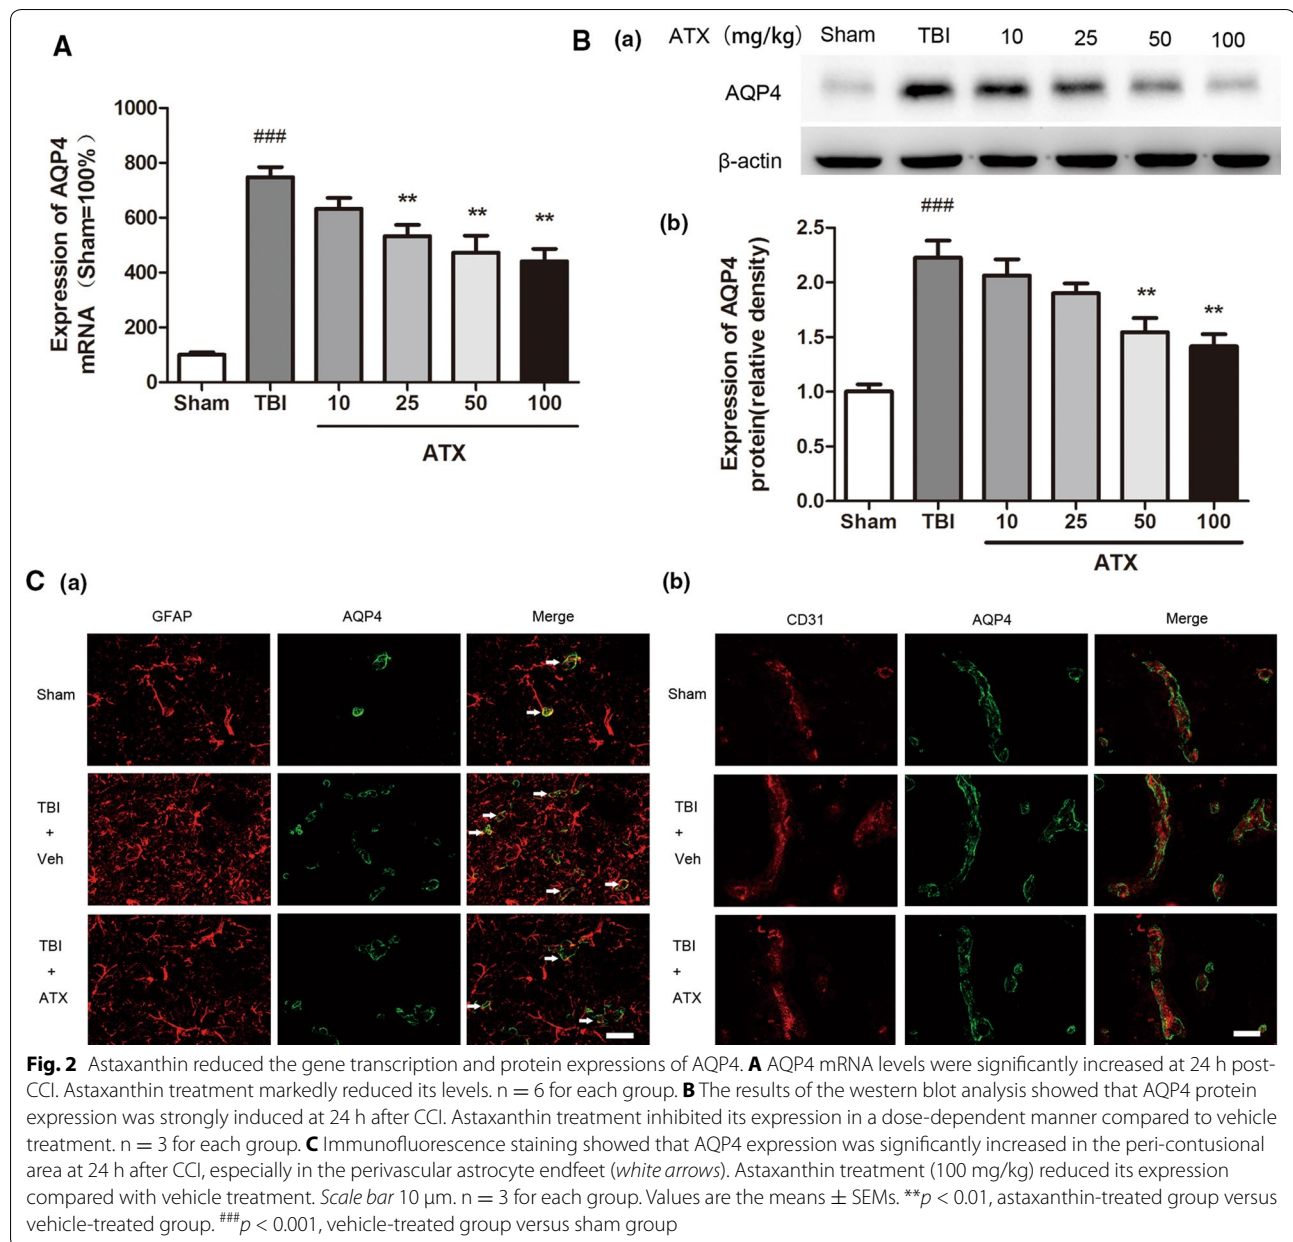 A
Expression of AQP4
mRNA（Sham=100%）
1000
800
600
400
200
0
###
**
**
**
Sham TBI 10 25 50 100
ATX
B (a) ATX（mg/kg） Sham TBI 10 25 50 100
AQP4
β-actin
(b)
Expression of AQP4
protein(relative density)
2.5
2.0
1.5
1.0
0.5
0.0
###
**
**
Sham TBI 10 25 50 100
ATX
C (a)
GFAP AQP4 Merge
Sham
TBI
+
Veh
TBI
+
ATX
(b)
CD31 AQP4 Merge
Sham
TBI
+
Veh
TBI
+
ATX
Fig. 2 Astaxanthin reduced the gene transcription and protein expressions of AQP4. A AQP4 mRNA levels were significantly increased at 24 h post-
CCI. Astaxanthin treatment markedly reduced its levels. n = 6 for each group. B The results of the western blot analysis showed that AQP4 protein
expression was strongly induced at 24 h after CCI. Astaxanthin treatment inhibited its expression in a dose-dependent manner compared to vehicle
treatment. n = 3 for each group. C Immunofluorescence staining showed that AQP4 expression was significantly increased in the peri-contusional
area at 24 h after CCI, especially in the perivascular astrocyte endfeet (white arrows). Astaxanthin treatment (100 mg/kg) reduced its expression
compared with vehicle treatment. Scale bar 10 μm. n = 3 for each group. Values are the means ± SEMs. **p < 0.01, astaxanthin-treated group versus
vehicle-treated group. ###p < 0.001, vehicle-treated group versus sham group